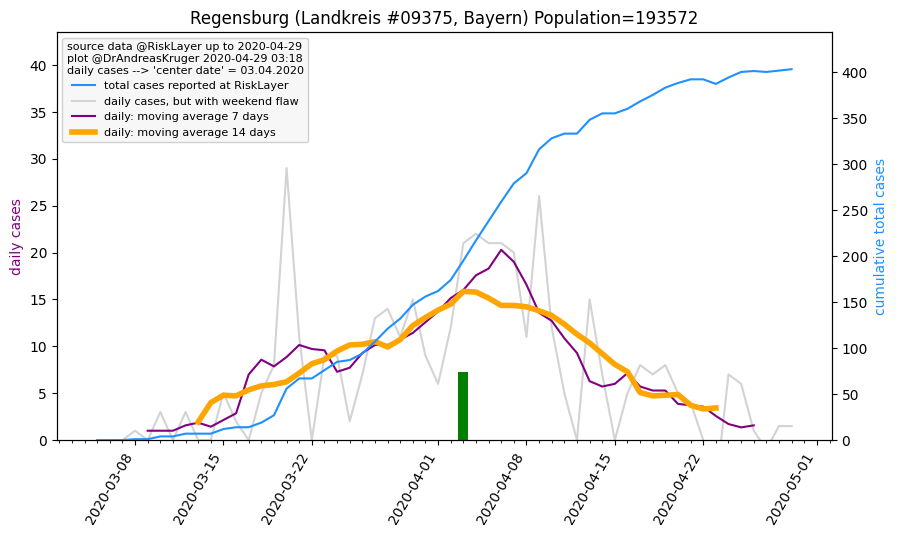 Regensburg (Landkreis #09375, Bayern) Population=193572
source data @RiskLayer up to 2020-04-29
plot @DrAndreasKruger 2020-04-29 03:18
daily cases --> 'center date' = 03.04.2020
total cases reported at RiskLayer
daily cases, but with weekend flaw
daily: moving average 7 days
daily: moving average 14 days
daily cases
40
35
30
25
20
15
10
5
0
400
350
300
250
200
150
100
50
0
cumulative total cases
2020-03-08
2020-03-15
2020-03-22
2020-04-01
2020-04-08
2020-04-15
2020-04-22
2020-05-01